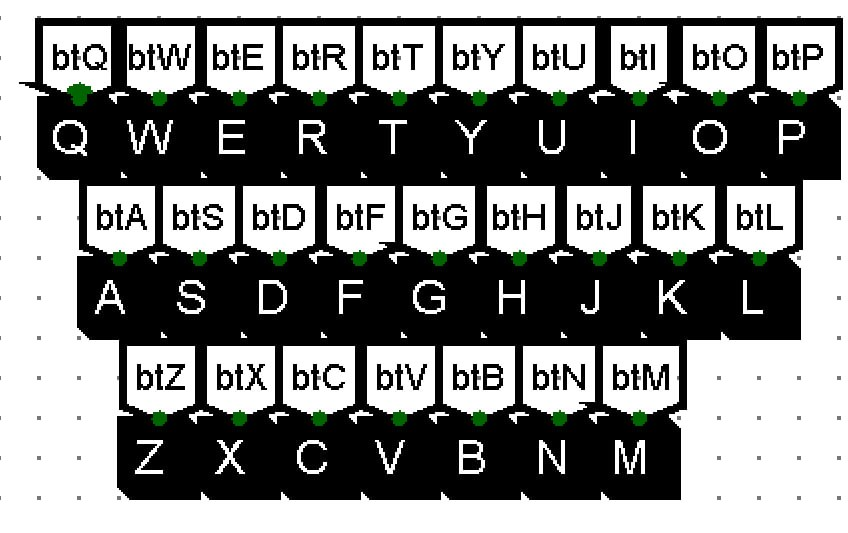 btQ btW btE btR btT btY btU btI btO btP
Q W E R T Y U I O P
btA btS btD btF btG btH btJ btK btL
A S D F G H J K L
btZ btX btC btV btB btN btM
Z X C V B N M